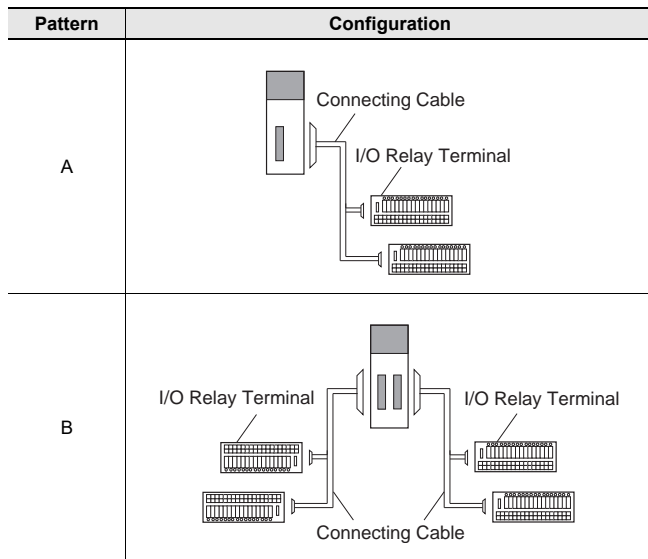 Pattern Configuration
A
Connecting Cable
I/O Relay Terminal
B
I/O Relay Terminal
I/O Relay Terminal
Connecting Cable